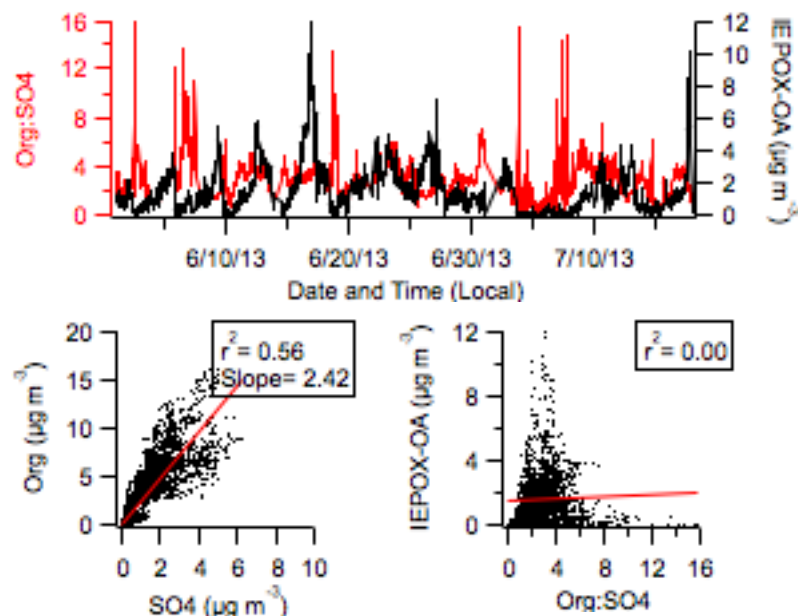 16
12
8
4
0
Org:SO4
12
10
8
6
4
2
0
IEPOX-OA (µg m⁻³)
6/10/13 6/20/13 6/30/13 7/10/13
Date and Time (Local)
20
15
10
5
0
Org (µg m⁻³)
r²= 0.56
Slope= 2.42
0 2 4 6 8 10
SO4 (µg m⁻³)
12
8
4
0
IEPOX-OA (µg m⁻³)
r²= 0.00
0 4 8 12 16
Org:SO4